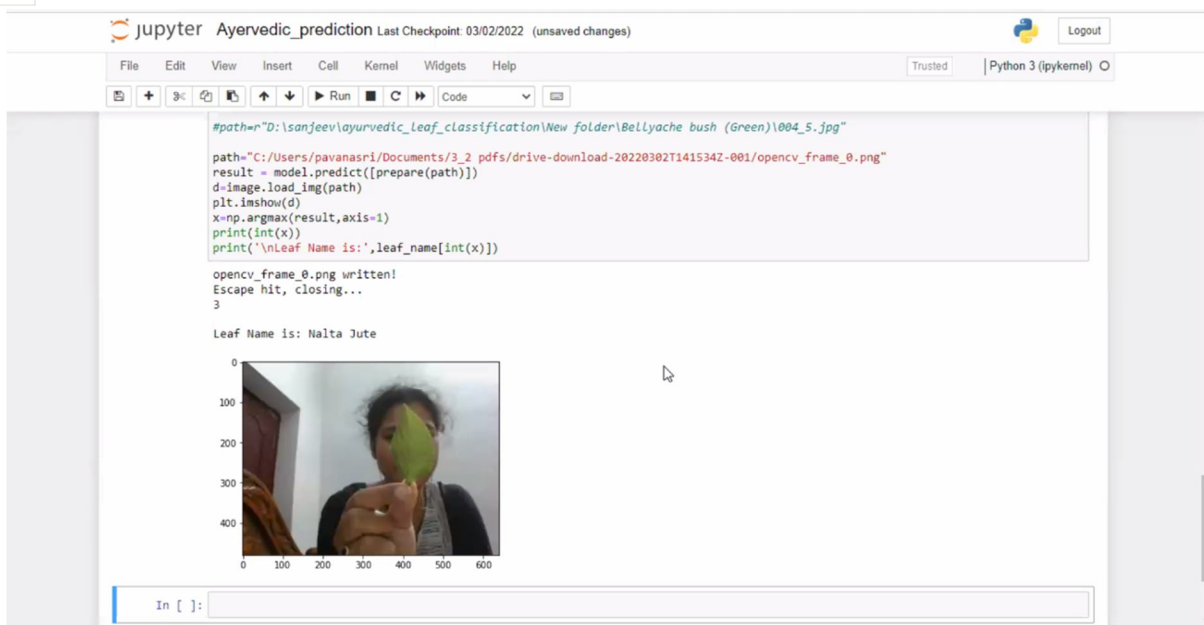 jupyter Ayervedic_prediction Last Checkpoint: 03/02/2022 (unsaved changes)
Logout
File Edit View Insert Cell Kernel Widgets Help
Trusted
Python 3 (ipykernel)
Run
Code
#path=r"D:\sanjeev\ayurvedic_leaf_classification\New folder\Bellyache bush (Green)\004_5.jpg"
path="C:/Users/pavanasri/Documents/3_2 pdfs/drive-download-20220302T141534Z-001/opencv_frame_0.png"
result = model.predict([prepare(path)])
d=image.load_img(path)
plt.imshow(d)
x=np.argmax(result,axis=1)
print(int(x))
print('\nLeaf Name is:',leaf_name[int(x)])
opencv_frame_0.png written!
Escape hit, closing...
3
Leaf Name is: Nalta Jute
0
100
200
300
400
0 100 200 300 400 500 600
In [ ]: